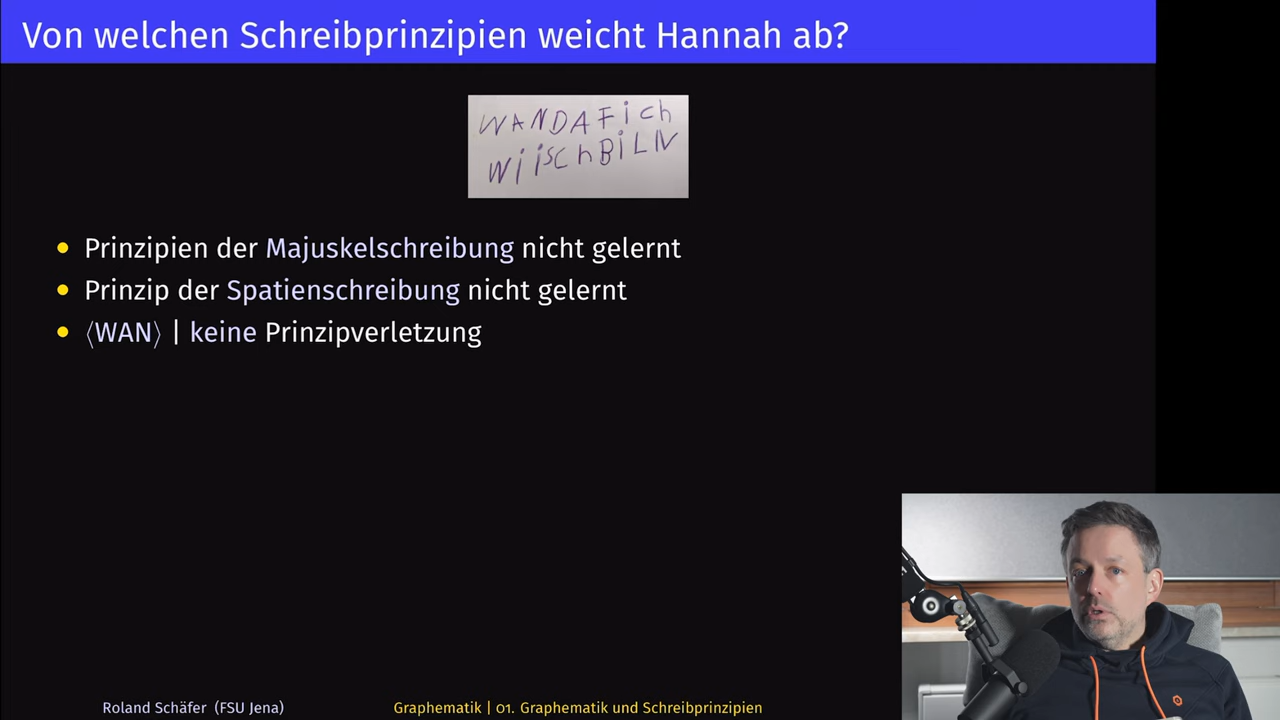 Von welchen Schreibprinzipien weicht Hannah ab?
WANDAFich
WiiSchBiLN
• Prinzipien der Majuskelschreibung nicht gelernt
• Prinzip der Spatienschreibung nicht gelernt
• ⟨WAN⟩ | keine Prinzipverletzung
Roland Schäfer (FSU Jena) Graphematik | 01. Graphematik und Schreibprinzipien